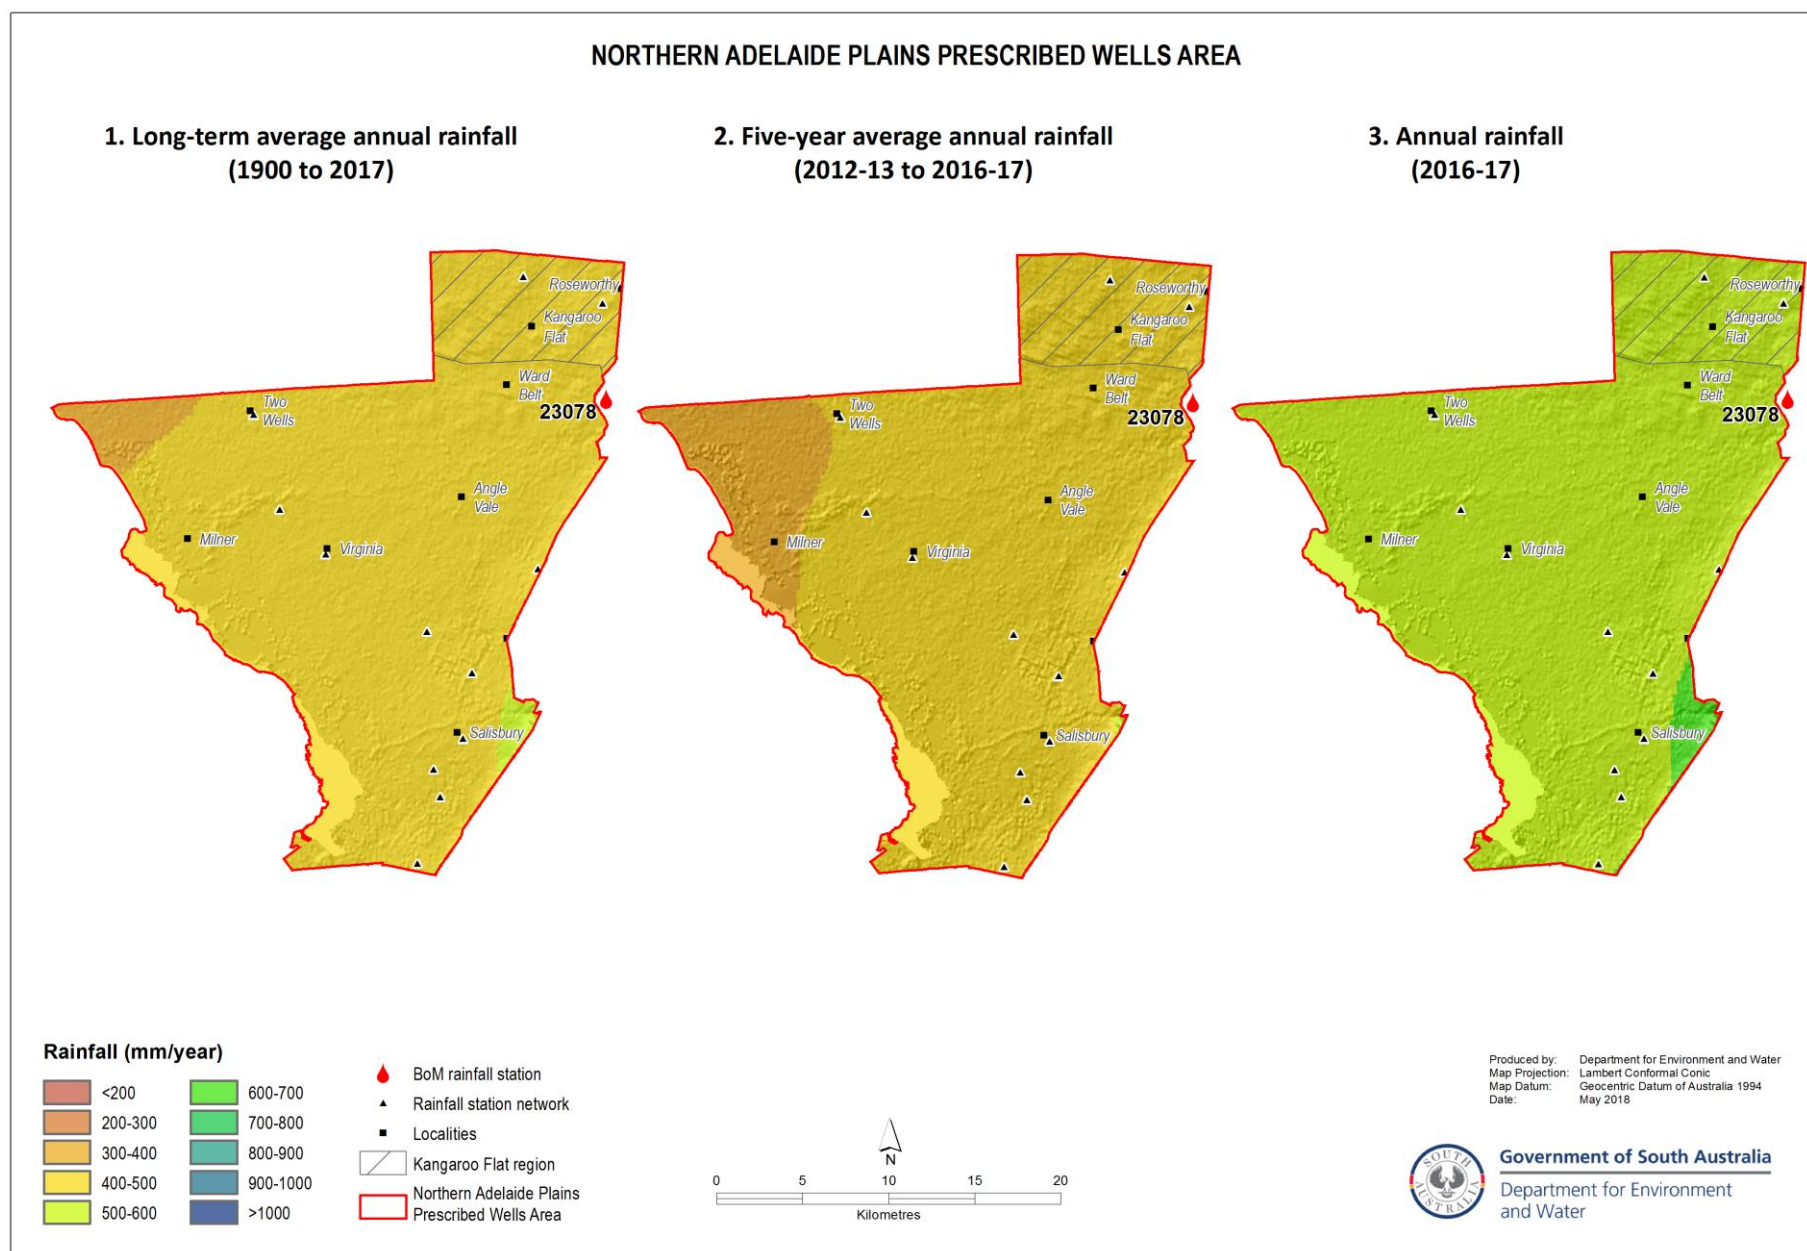 NORTHERN ADELAIDE PLAINS PRESCRIBED WELLS AREA
1. Long-term average annual rainfall
(1900 to 2017)
2. Five-year average annual rainfall
(2012-13 to 2016-17)
3. Annual rainfall
(2016-17)
Roseworthy
Kangaroo
Flat
Ward
Belt
23078
Two
Wells
Angle
Vale
Milner
Virginia
Salisbury
Roseworthy
Kangaroo
Flat
Ward
Belt
23078
Two
Wells
Angle
Vale
Milner
Virginia
Salisbury
Roseworthy
Kangaroo
Flat
Ward
Belt
23078
Two
Wells
Angle
Vale
Milner
Virginia
Salisbury
Rainfall (mm/year)
<200
200-300
300-400
400-500
500-600
600-700
700-800
800-900
900-1000
>1000
BoM rainfall station
Rainfall station network
Localities
Kangaroo Flat region
Northern Adelaide Plains
Prescribed Wells Area
N
0 5 10 15 20
Kilometres
Produced by: Department for Environment and Water
Map Projection: Lambert Conformal Conic
Map Datum: Geocentric Datum of Australia 1994
Date: May 2018
SOUTH
AUSTRALIA
Government of South Australia
Department for Environment
and Water